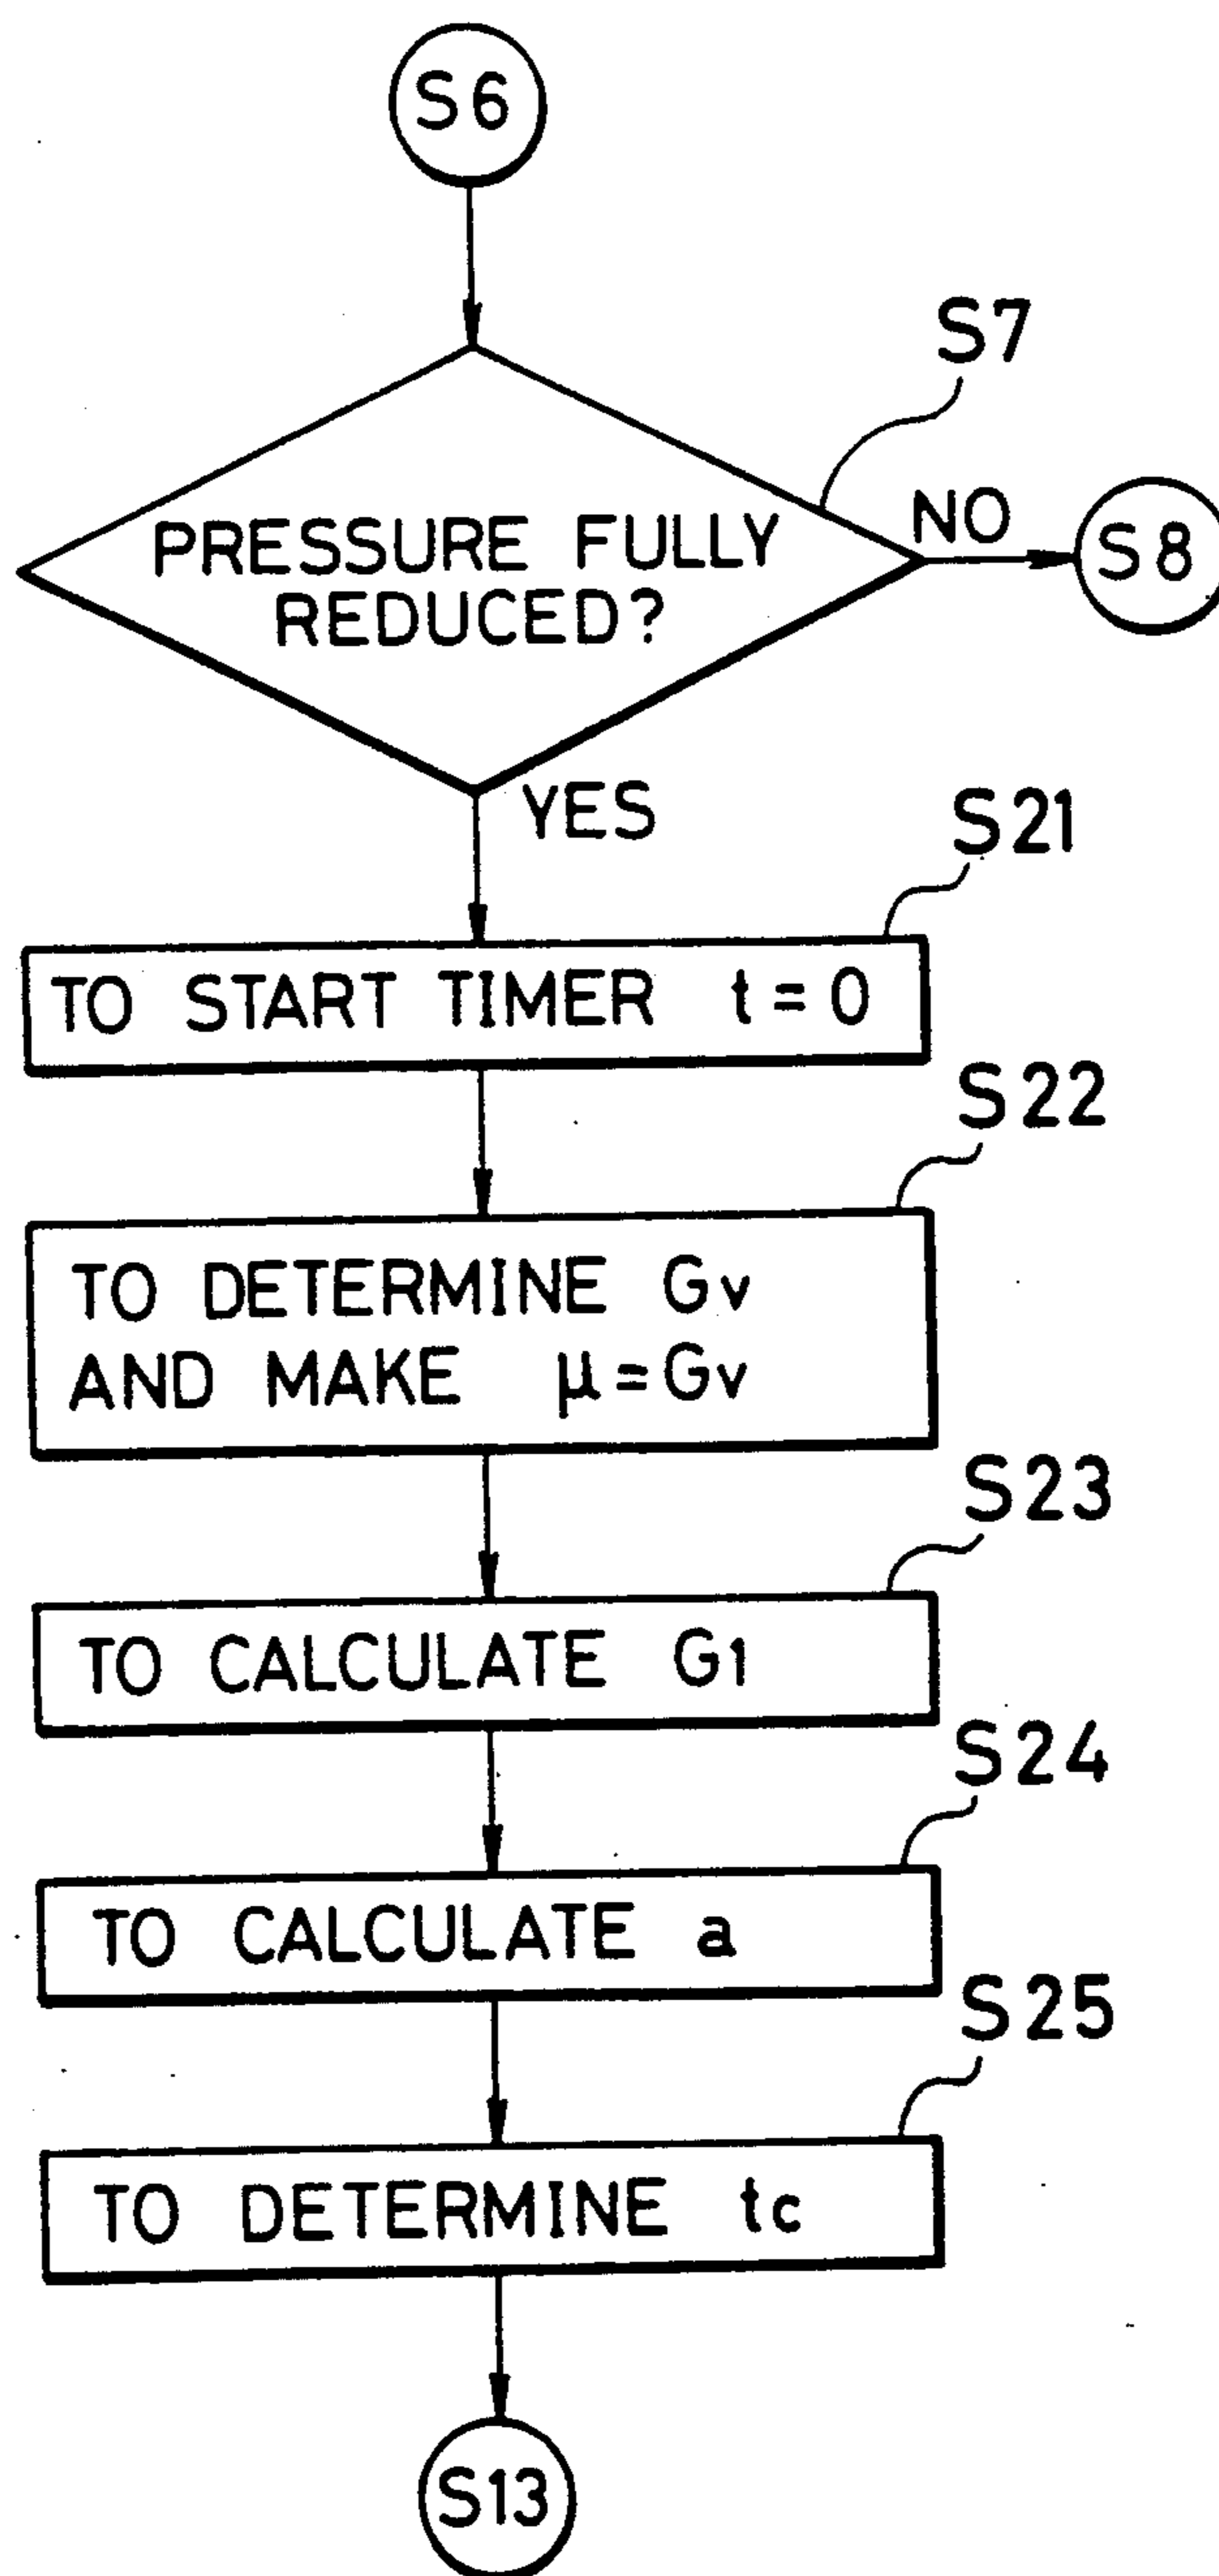 S6
S7
PRESSURE FULLY
REDUCED?
NO
S8
YES
S21
TO START TIMER t = 0
S22
TO DETERMINE Gv
AND MAKE μ = Gv
S23
TO CALCULATE G1
S24
TO CALCULATE a
S25
TO DETERMINE tc
S13